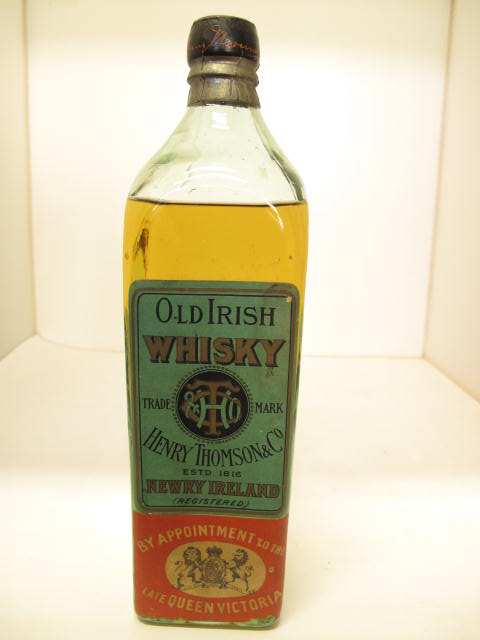 OLD IRISH
WHISKY
TRADE MARK
HENRY THOMSON & Co
ESTD. 1816
NEWRY IRELAND
(REGISTERED)
BY APPOINTMENT TO THE
LATE QUEEN VICTORIA